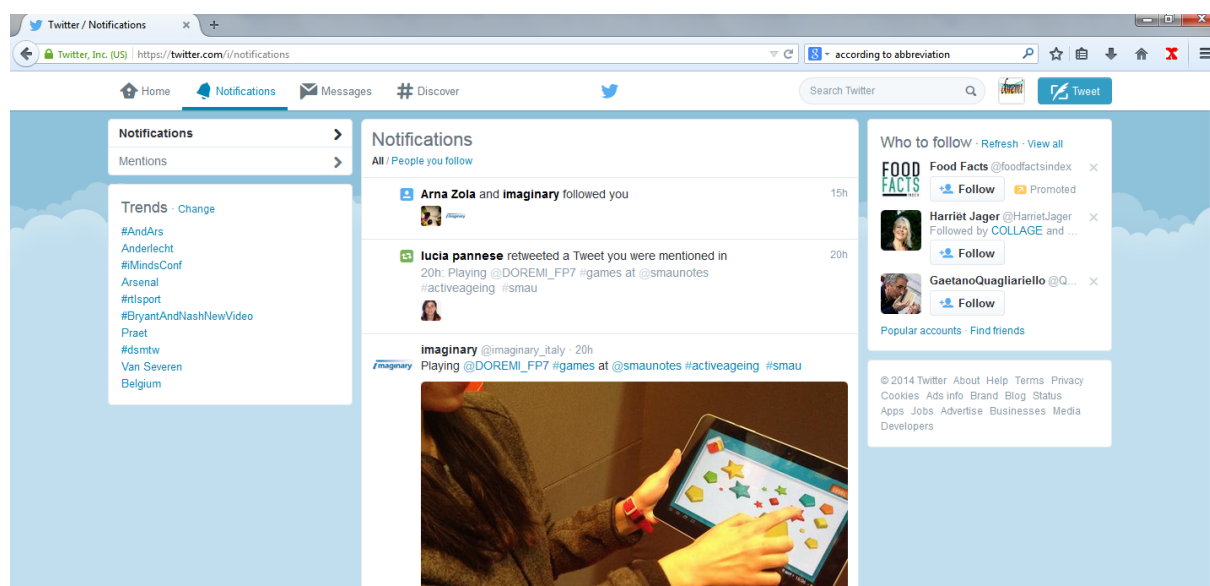 Twitter / Notifications
Twitter, Inc. (US) https://twitter.com/i/notifications
according to abbreviation
Home Notifications Messages # Discover
Search Twitter
Tweet
Notifications
Mentions
Trends · Change
#AndArs
Anderlecht
#iMindsConf
Arsenal
#rtlsport
#BryantAndNashNewVideo
Praet
#dsmtw
Van Severen
Belgium
Notifications
All / People you follow
Arna Zola and imaginary followed you 15h
lucia pannese retweeted a Tweet you were mentioned in 20h
20h: Playing @DOREMI_FP7 #games at @smaunotes
#activeageing #smau
imaginary @imaginary_italy · 20h
imaginary
Playing @DOREMI_FP7 #games at @smaunotes #activeageing #smau
Who to follow · Refresh · View all
FOOD
FACTS
Food Facts @foodfactsindex
Follow Promoted
Harriët Jager @HarrietJager
Followed by COLLAGE and ...
Follow
GaetanoQuagliariello @Q...
Follow
Popular accounts · Find friends
© 2014 Twitter About Help Terms Privacy
Cookies Ads info Brand Blog Status
Apps Jobs Advertise Businesses Media
Developers